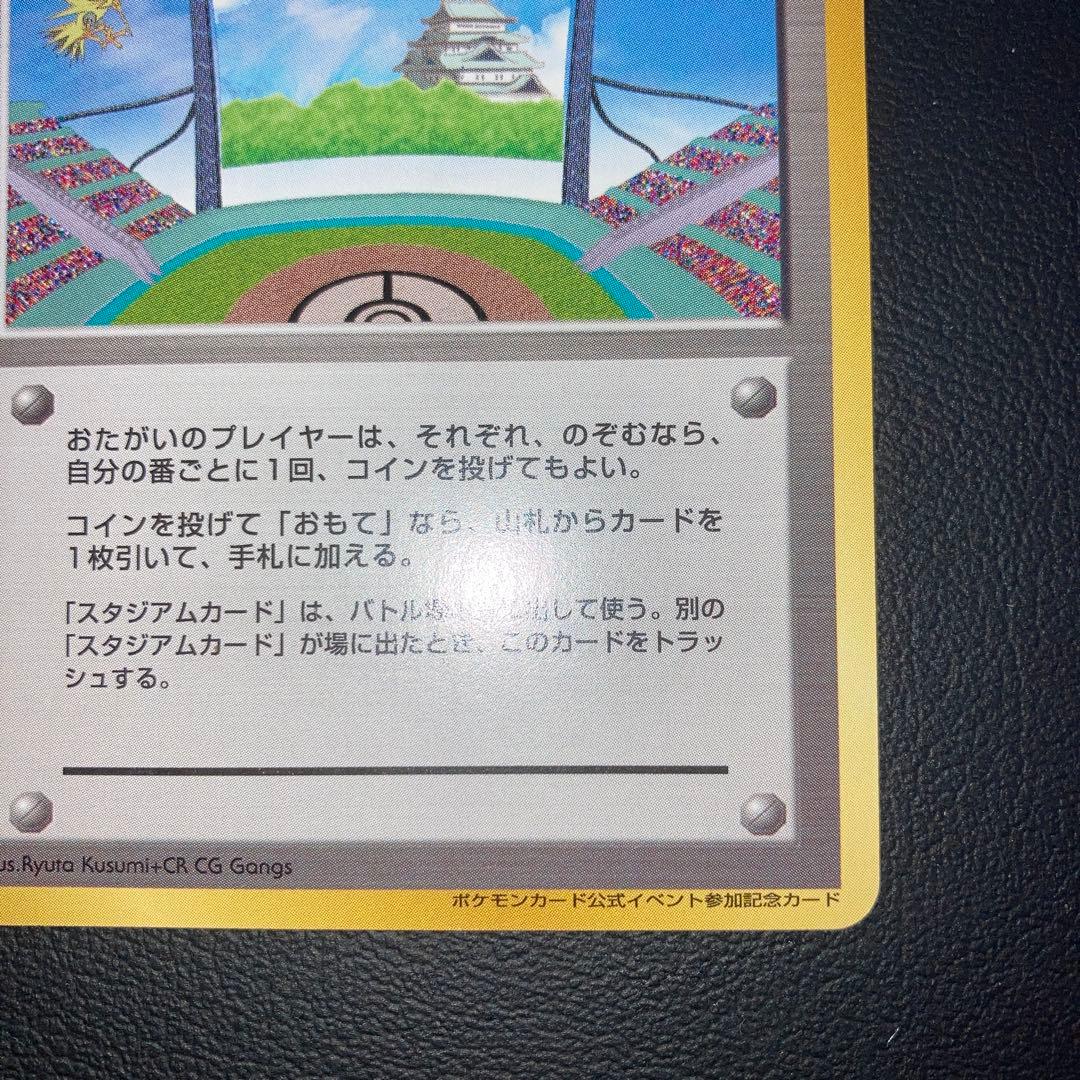 おたがいのプレイヤーは、それぞれ、のぞむなら、
自分の番ごとに1回、コインを投げてもよい。
コインを投げて「おもて」なら、山札からカードを
1枚引いて、手札に加える。
「スタジアムカード」は、バトル場 出して使う。別の
「スタジアムカード」が場に出たとき、このカードをトラッ
シュする。
us.Ryuta Kusumi+CR CG Gangs
ポケモンカード公式イベント参加記念カード